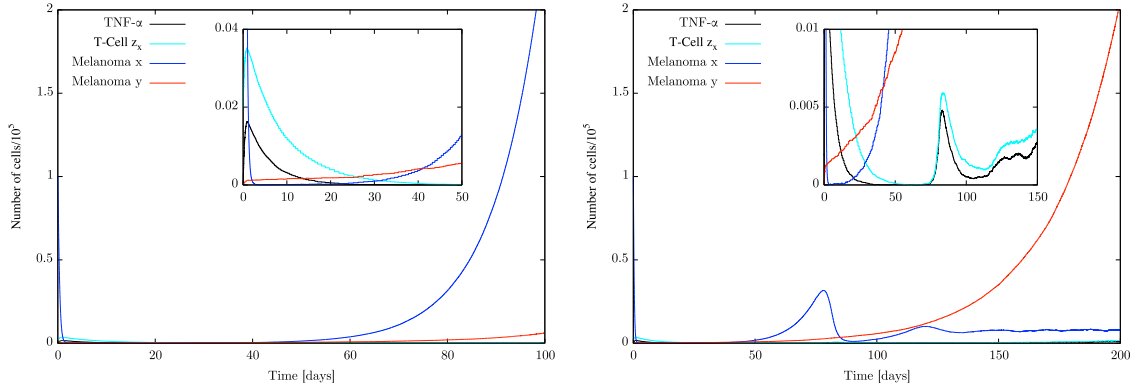 Number of cells/10^5
2
1.5
1
0.5
0
TNF-α
T-Cell z_x
Melanoma x
Melanoma y
0.04
0.02
0
0 10 20 30 40 50
0 20 40 60 80 100
Time [days]
Number of cells/10^5
2
1.5
1
0.5
0
TNF-α
T-Cell z_x
Melanoma x
Melanoma y
0.01
0.005
0
0 50 100 150
0 50 100 150 200
Time [days]